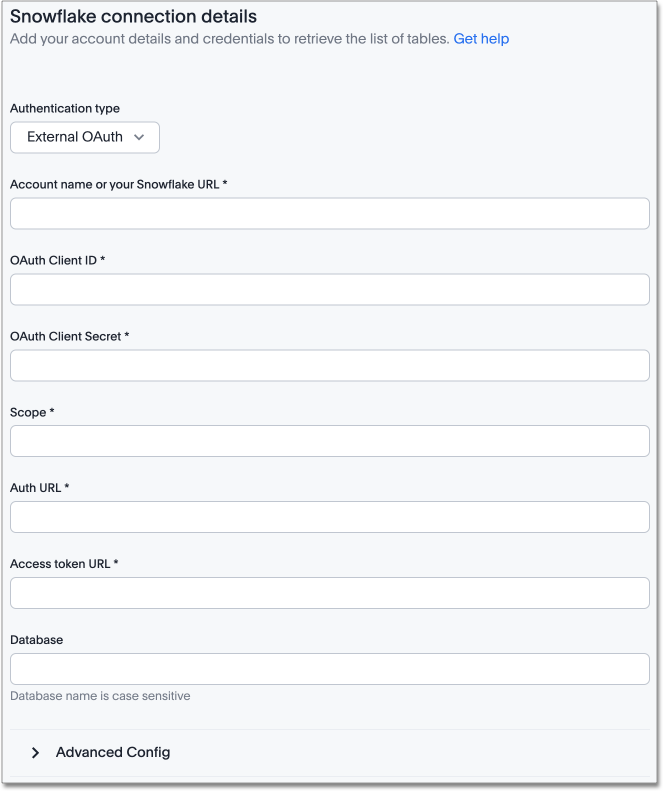 Snowflake connection details
Add your account details and credentials to retrieve the list of tables. Get help
Authentication type
External OAuth
Account name or your Snowflake URL *
OAuth Client ID *
OAuth Client Secret *
Scope *
Auth URL *
Access token URL *
Database
Database name is case sensitive
Advanced Config